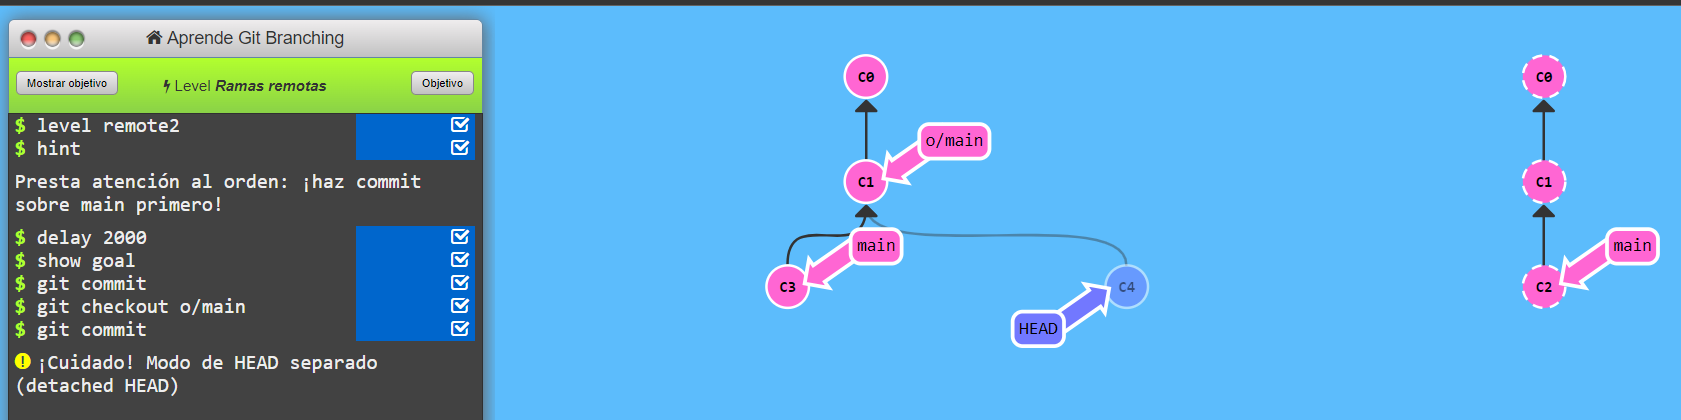 Aprende Git Branching
Mostrar objetivo
Level Ramas remotas
Objetivo
$ level remote2
$ hint
Presta atención al orden: ¡haz commit
sobre main primero!
$ delay 2000
$ show goal
$ git commit
$ git checkout o/main
$ git commit
¡Cuidado! Modo de HEAD separado
(detached HEAD)
C0
o/main
C1
main
C3
C4
HEAD
C0
C1
main
C2